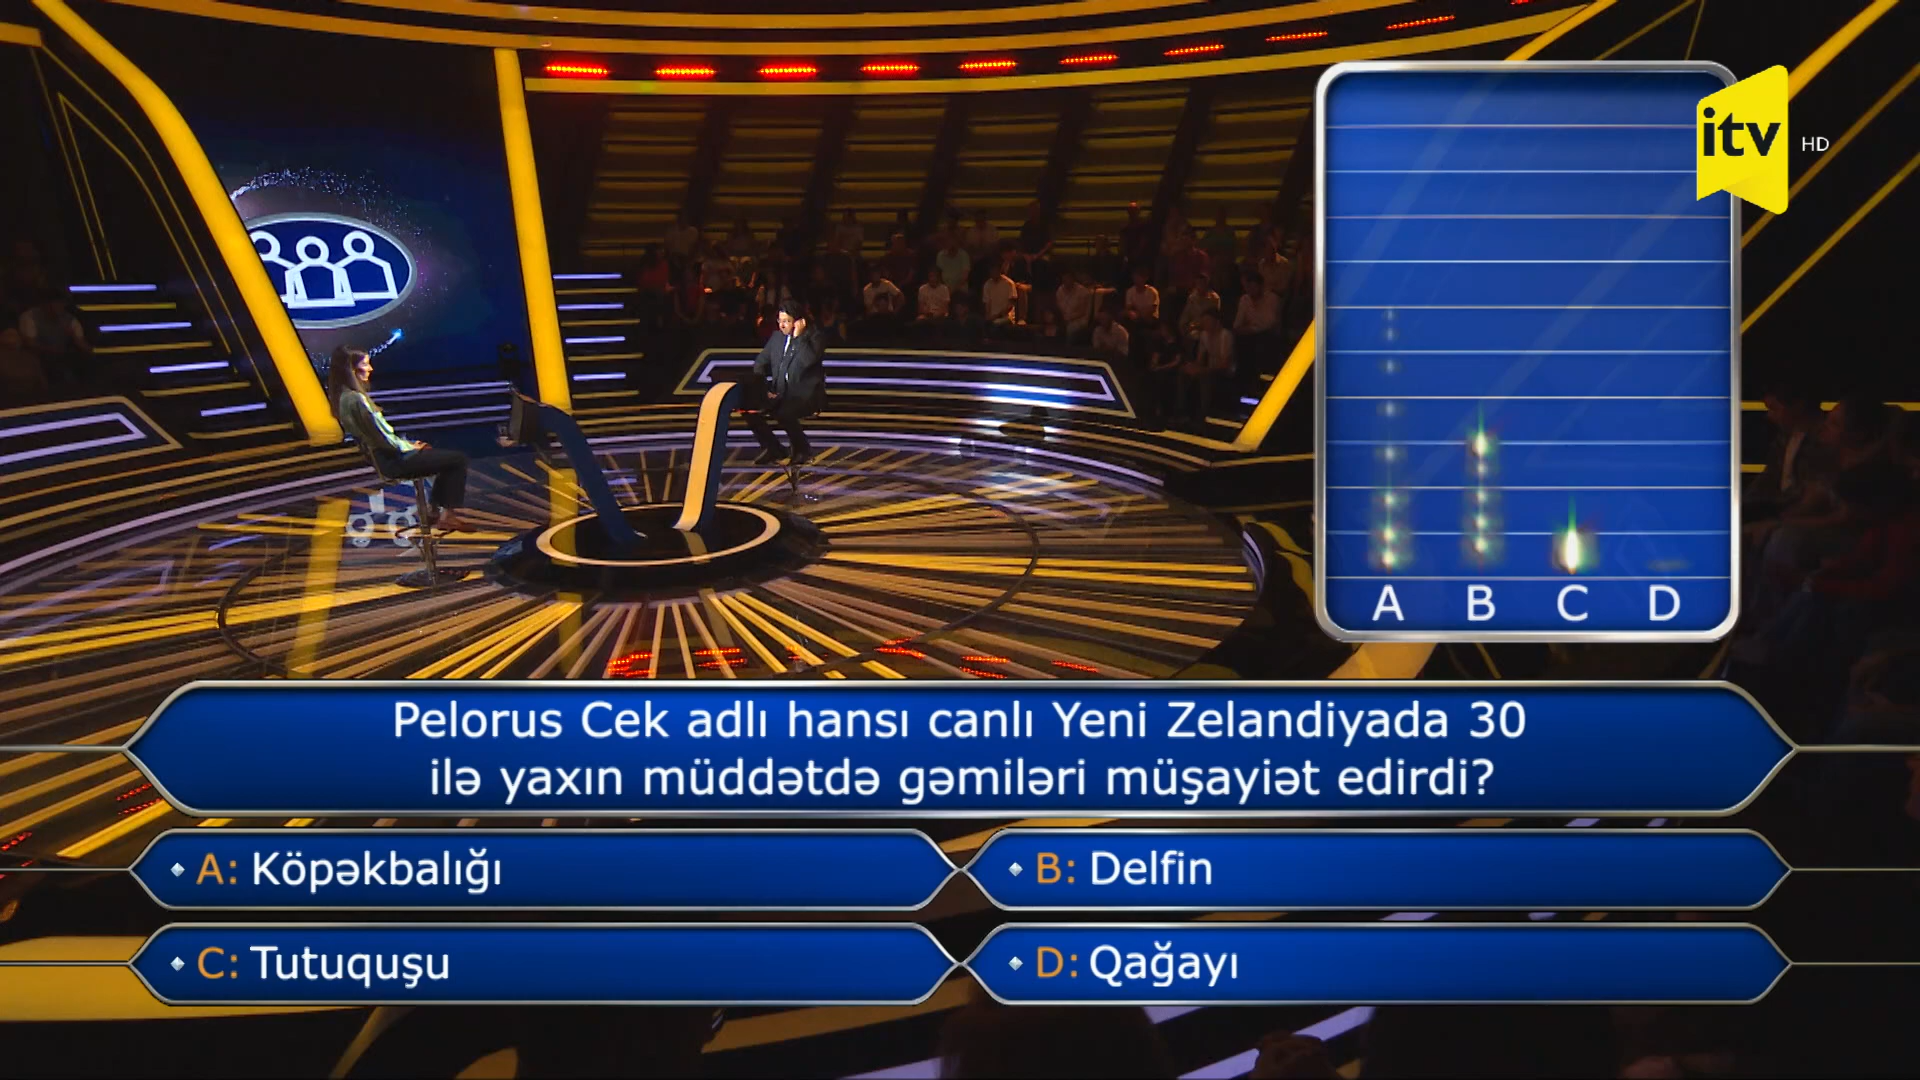 itv HD
A B C D
Pelorus Cek adlı hansı canlı Yeni Zelandiyada 30
ilə yaxın müddətdə gəmiləri müşayiət edirdi?
A: Köpəkbalığı
B: Delfin
C: Tutuquşu
D: Qağayı